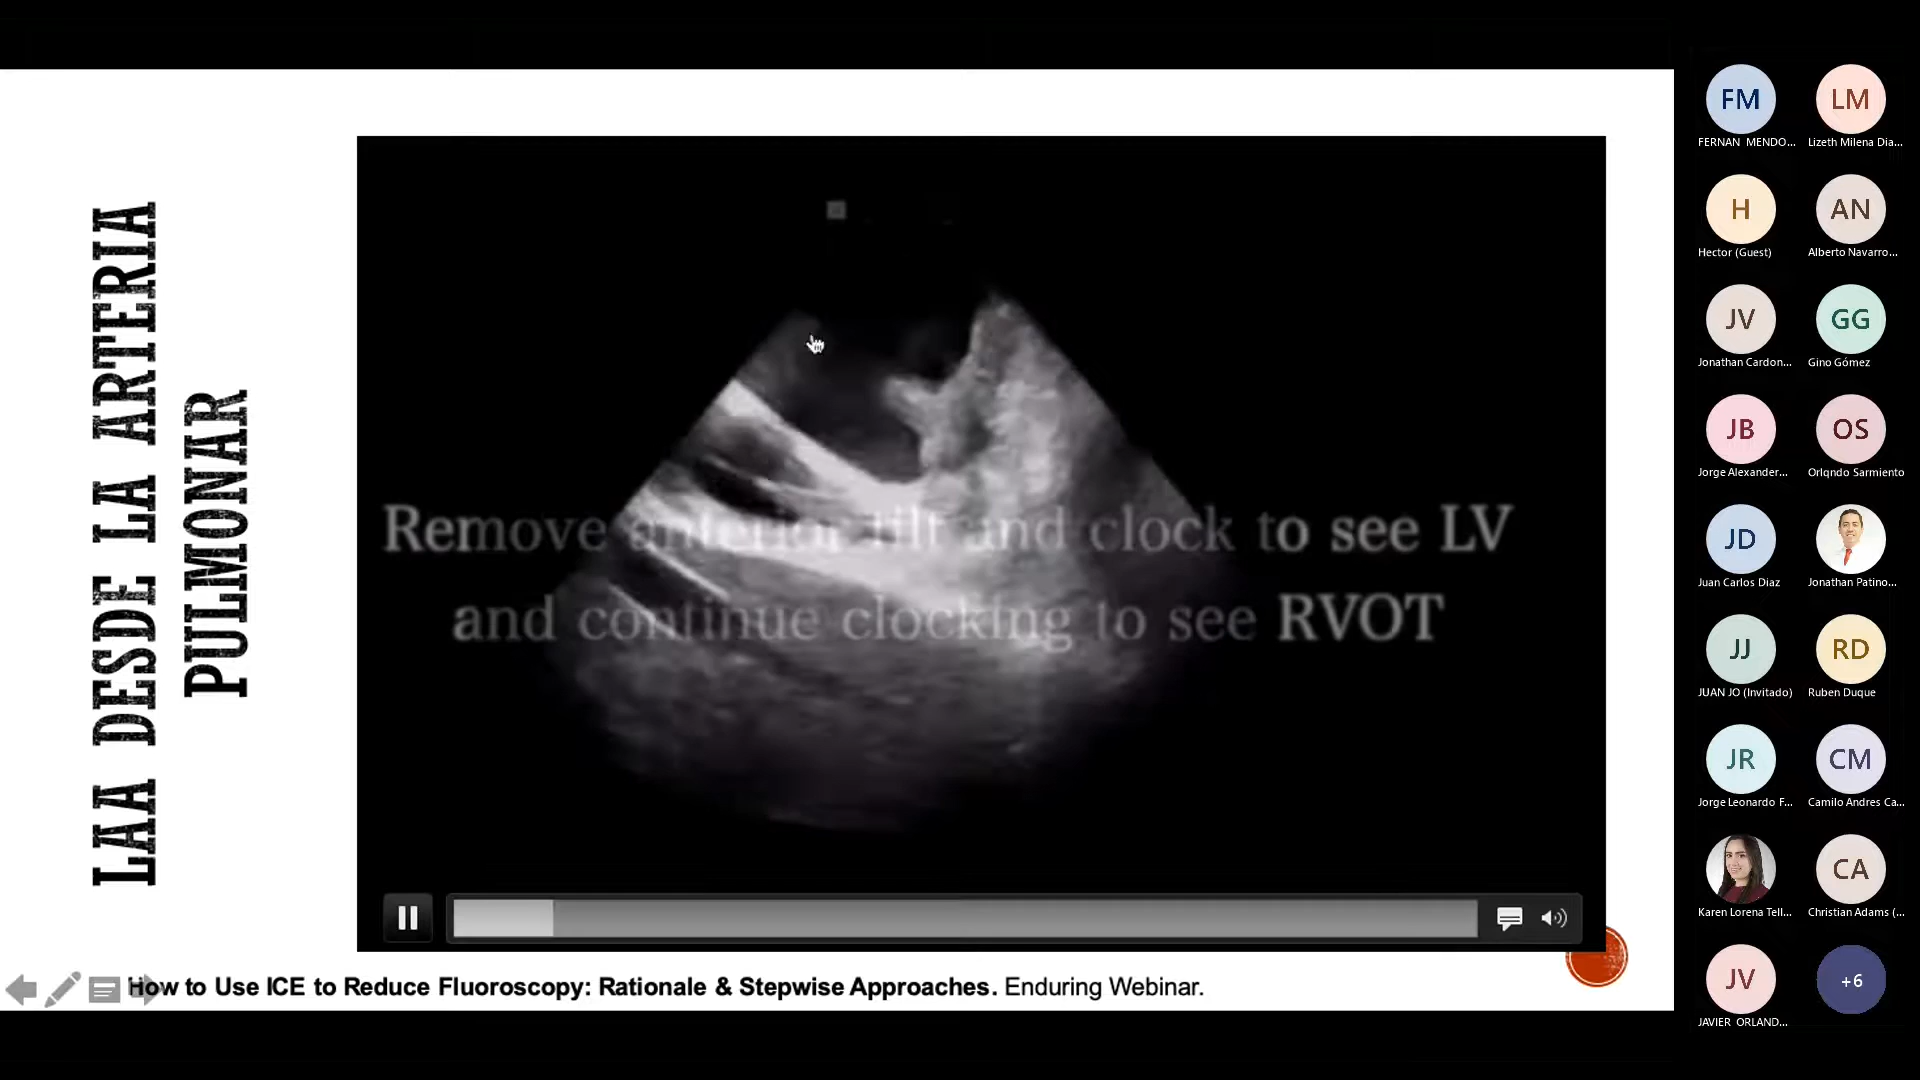 LAA DESDE LA ARTERIA
PULMONAR
Remove anterior tilt and clock to see LV
and continue clocking to see RVOT
How to Use ICE to Reduce Fluoroscopy: Rationale & Stepwise Approaches. Enduring Webinar.
FM
FERNAN MENDO...
LM
Lizeth Milena Dia...
H
Hector (Guest)
AN
Alberto Navarro...
JV
Jonathan Cardon...
GG
Gino Gómez
JB
Jorge Alexander...
OS
Orlqndo Sarmiento
JD
Juan Carlos Diaz
Jonathan Patino...
JJ
JUAN JO (Invitado)
RD
Ruben Duque
JR
Jorge Leonardo F...
CM
Camilo Andres Ca...
Karen Lorena Tell...
CA
Christian Adams (...
JV
JAVIER ORLAND...
+6